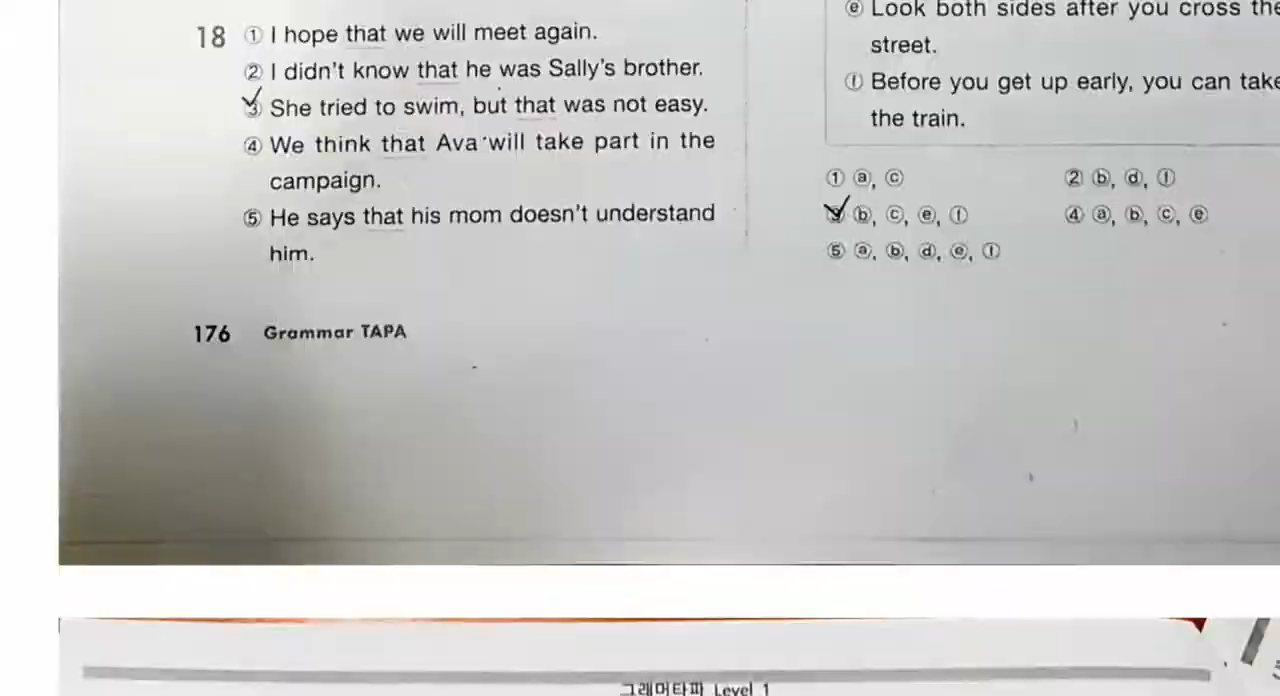 18 ① I hope that we will meet again.
② I didn't know that he was Sally's brother.
③ She tried to swim, but that was not easy.
④ We think that Ava will take part in the
campaign.
⑤ He says that his mom doesn't understand
him.
176 Grammar TAPA
ⓔ Look both sides after you cross the
street.
ⓕ Before you get up early, you can take
the train.
① ⓐ, ⓒ ② ⓑ, ⓓ, ⓕ
③ ⓑ, ⓒ, ⓔ, ⓕ ④ ⓐ, ⓑ, ⓒ, ⓔ
⑤ ⓐ, ⓑ, ⓓ, ⓔ, ⓕ
그래머타파 Level 1